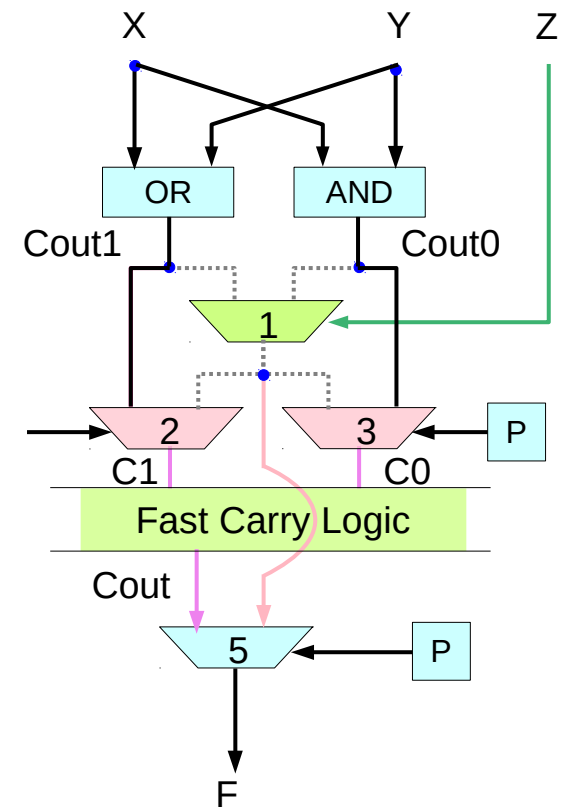 X Y Z
OR AND
Cout1 Cout0
1
2 3 P
C1 C0
Fast Carry Logic
Cout
5 P
F